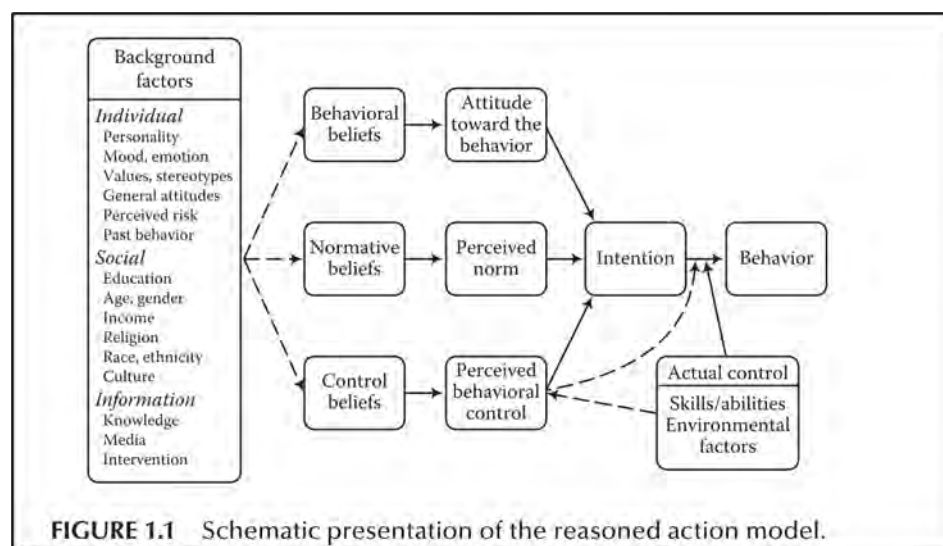 Background
factors
Individual
Personality
Mood, emotion
Values, stereotypes
General attitudes
Perceived risk
Past behavior
Social
Education
Age, gender
Income
Religion
Race, ethnicity
Culture
Information
Knowledge
Media
Intervention
Behavioral
beliefs
Attitude
toward the
behavior
Normative
beliefs
Perceived
norm
Intention
Behavior
Control
beliefs
Perceived
behavioral
control
Actual control
Skills/abilities
Environmental
factors
FIGURE 1.1 Schematic presentation of the reasoned action model.